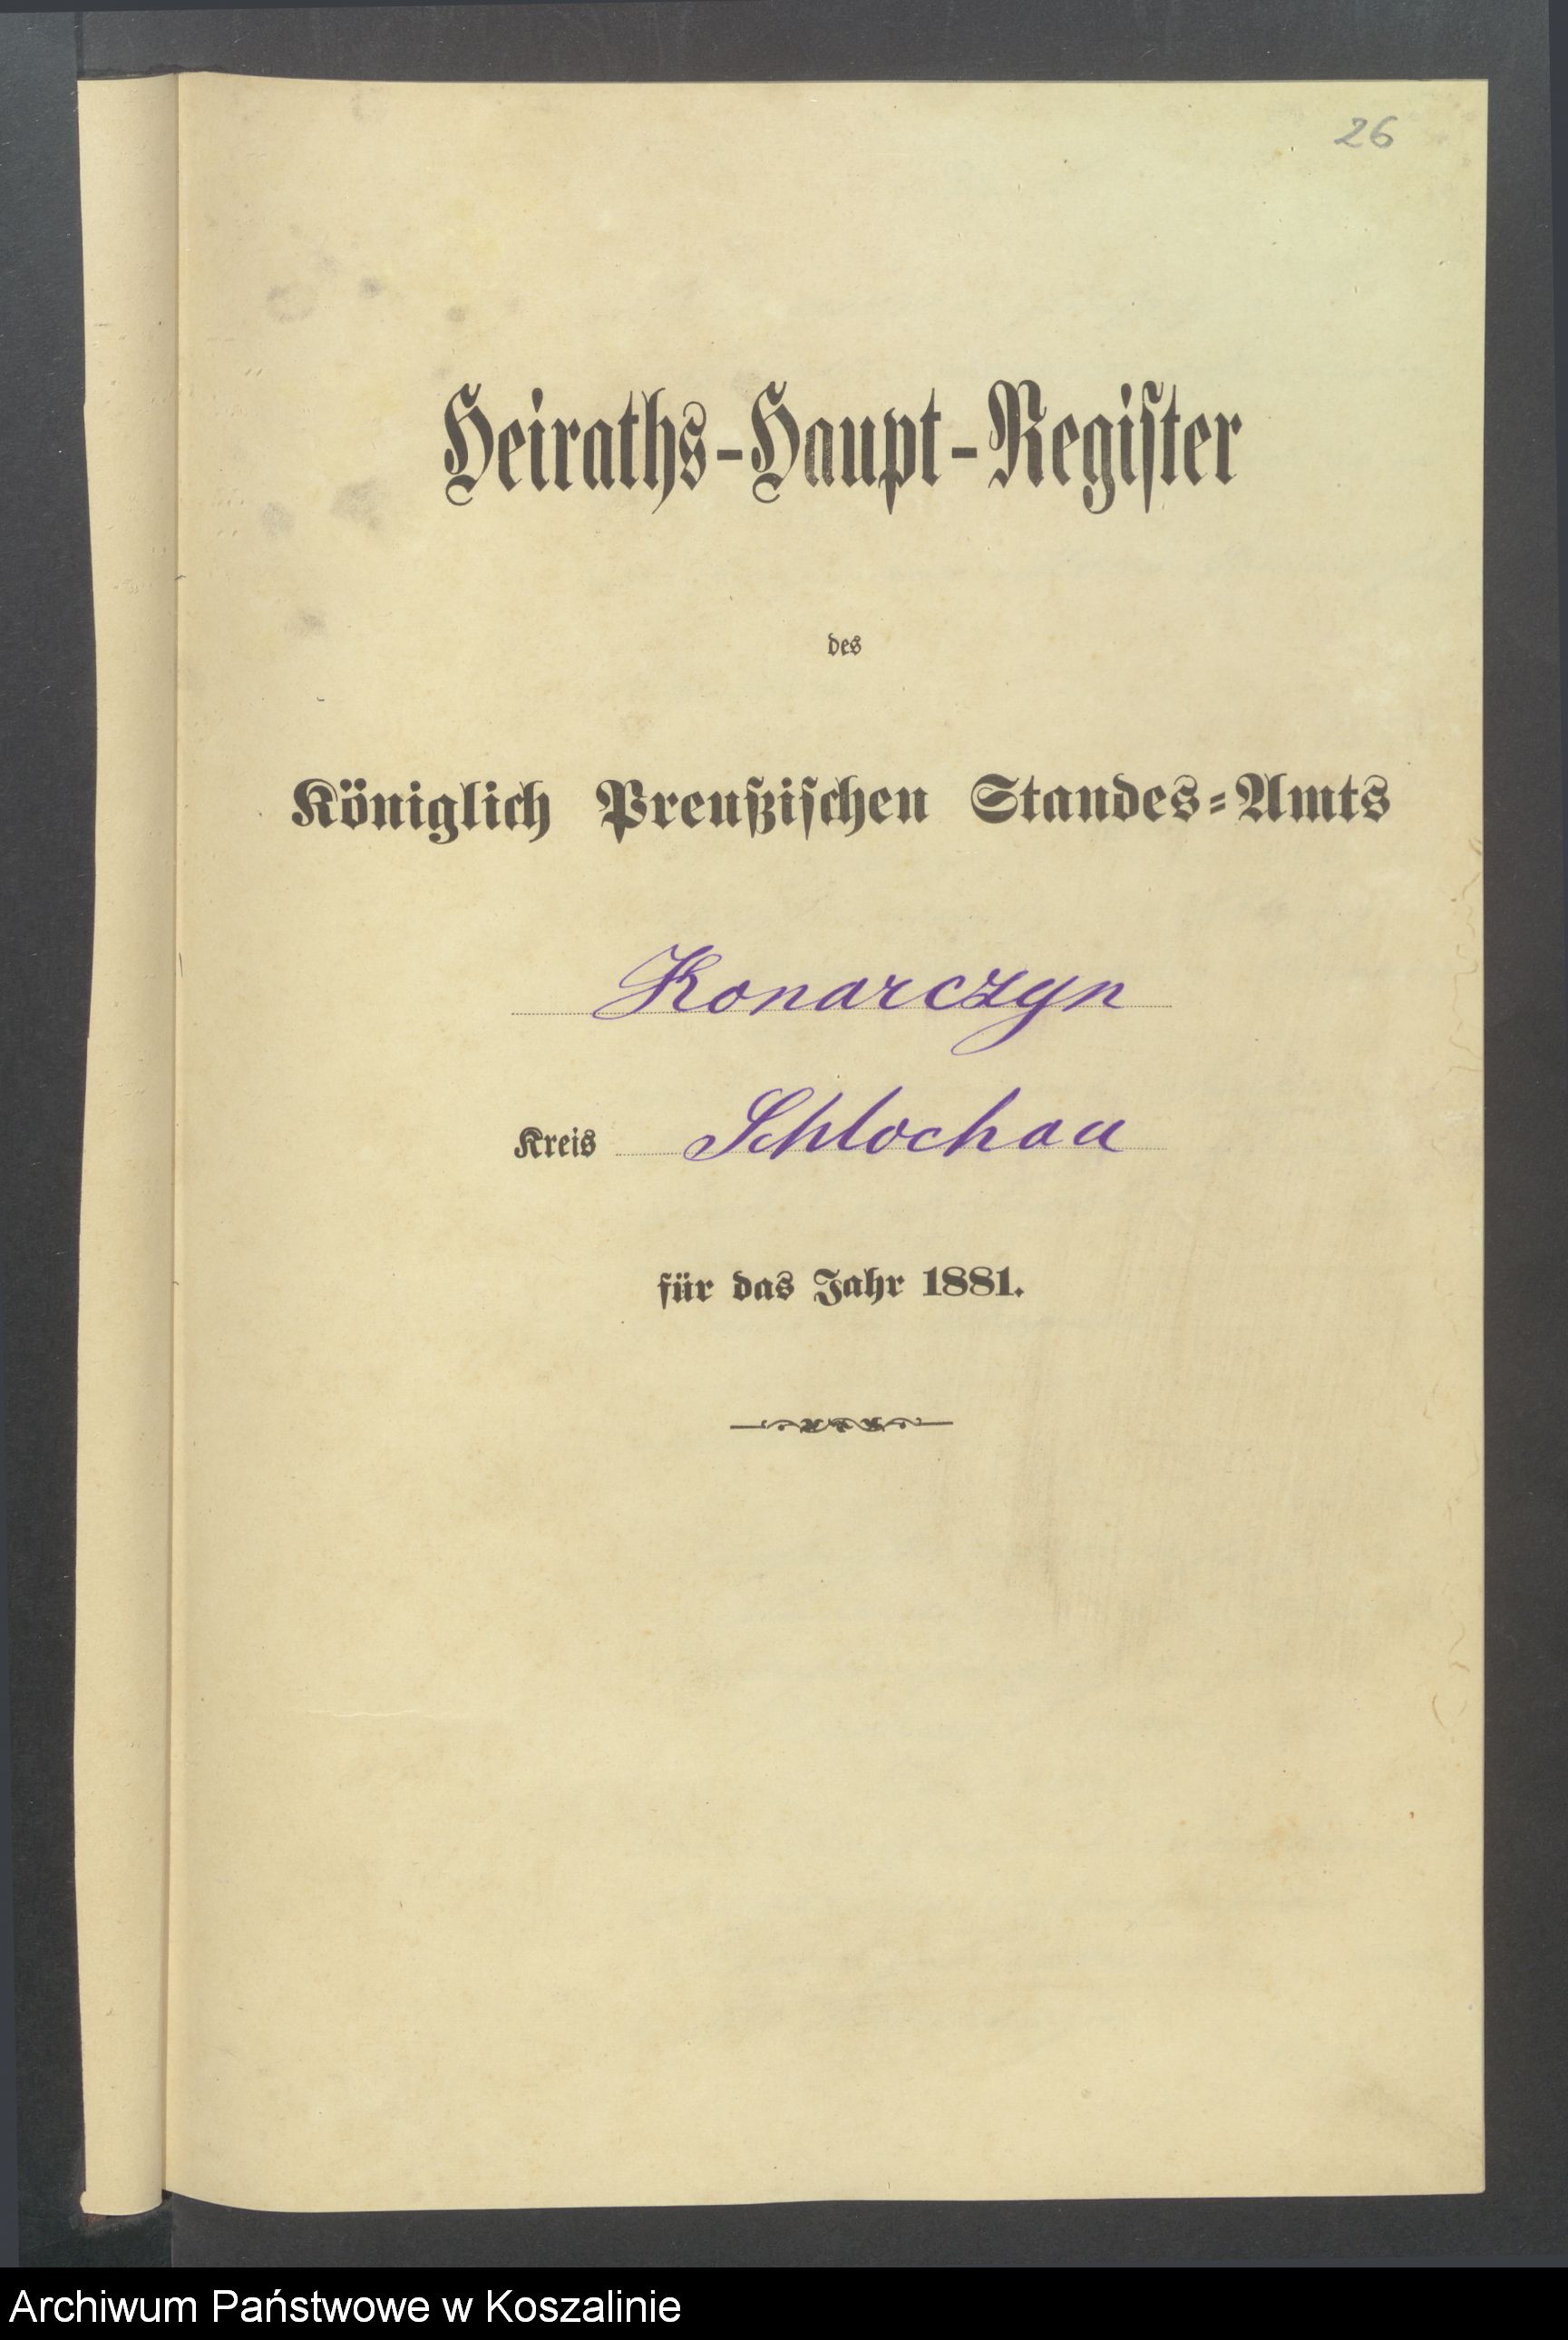 26
Heiraths-Haupt-Regiſter
des
Königlich Preußiſchen Standes-Amts
Konarczyn
Kreis Schlochau
für das Jahr 1881.
Archiwum Państwowe w Koszalinie